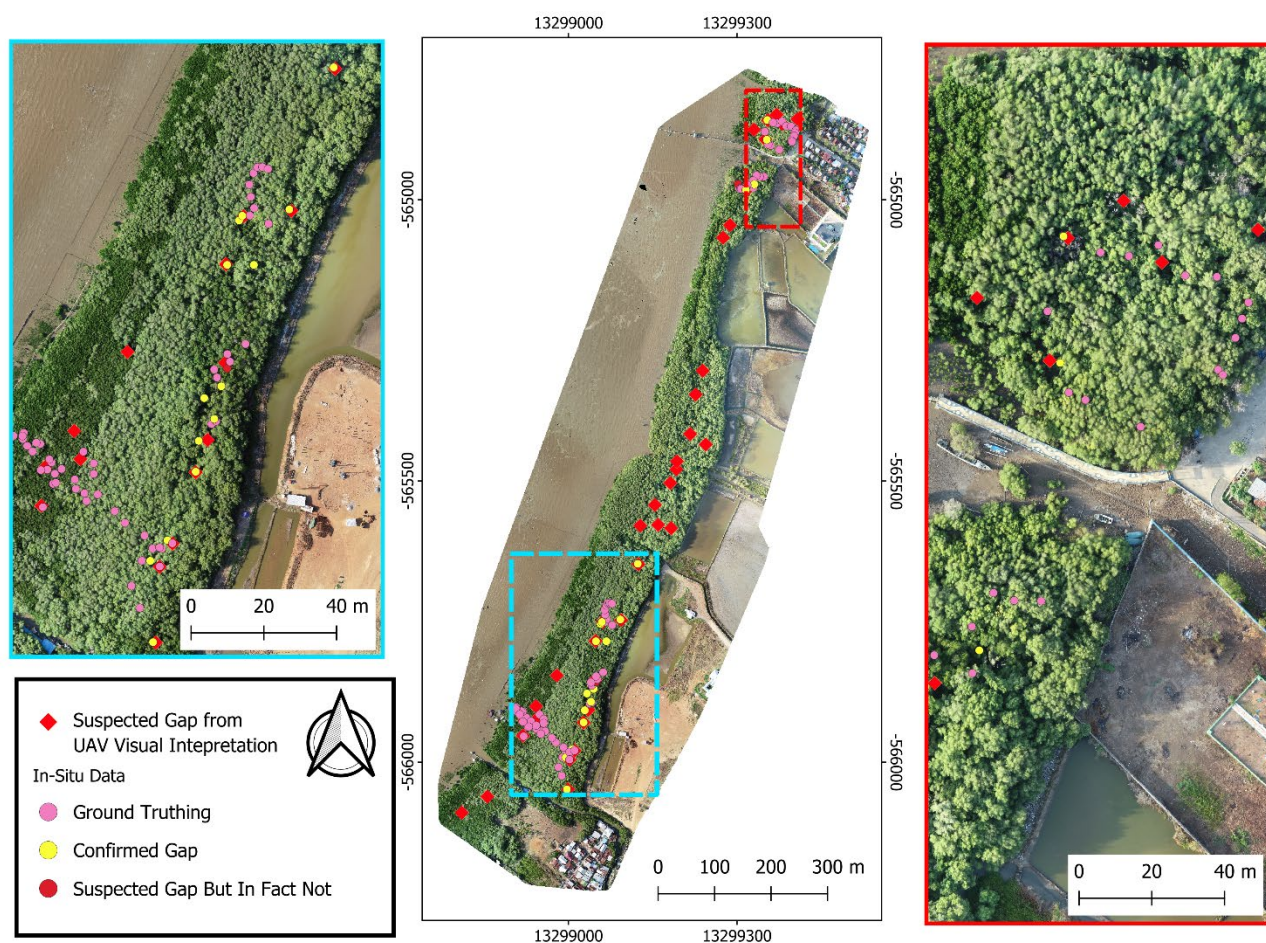 13299000 13299300
-565000
-565000
-565500
-565500
-566000
-566000
0 20 40 m
Suspected Gap from
UAV Visual Intepretation
In-Situ Data
Ground Truthing
Confirmed Gap
Suspected Gap But In Fact Not
0 100 200 300 m
0 20 40 m
13299000 13299300